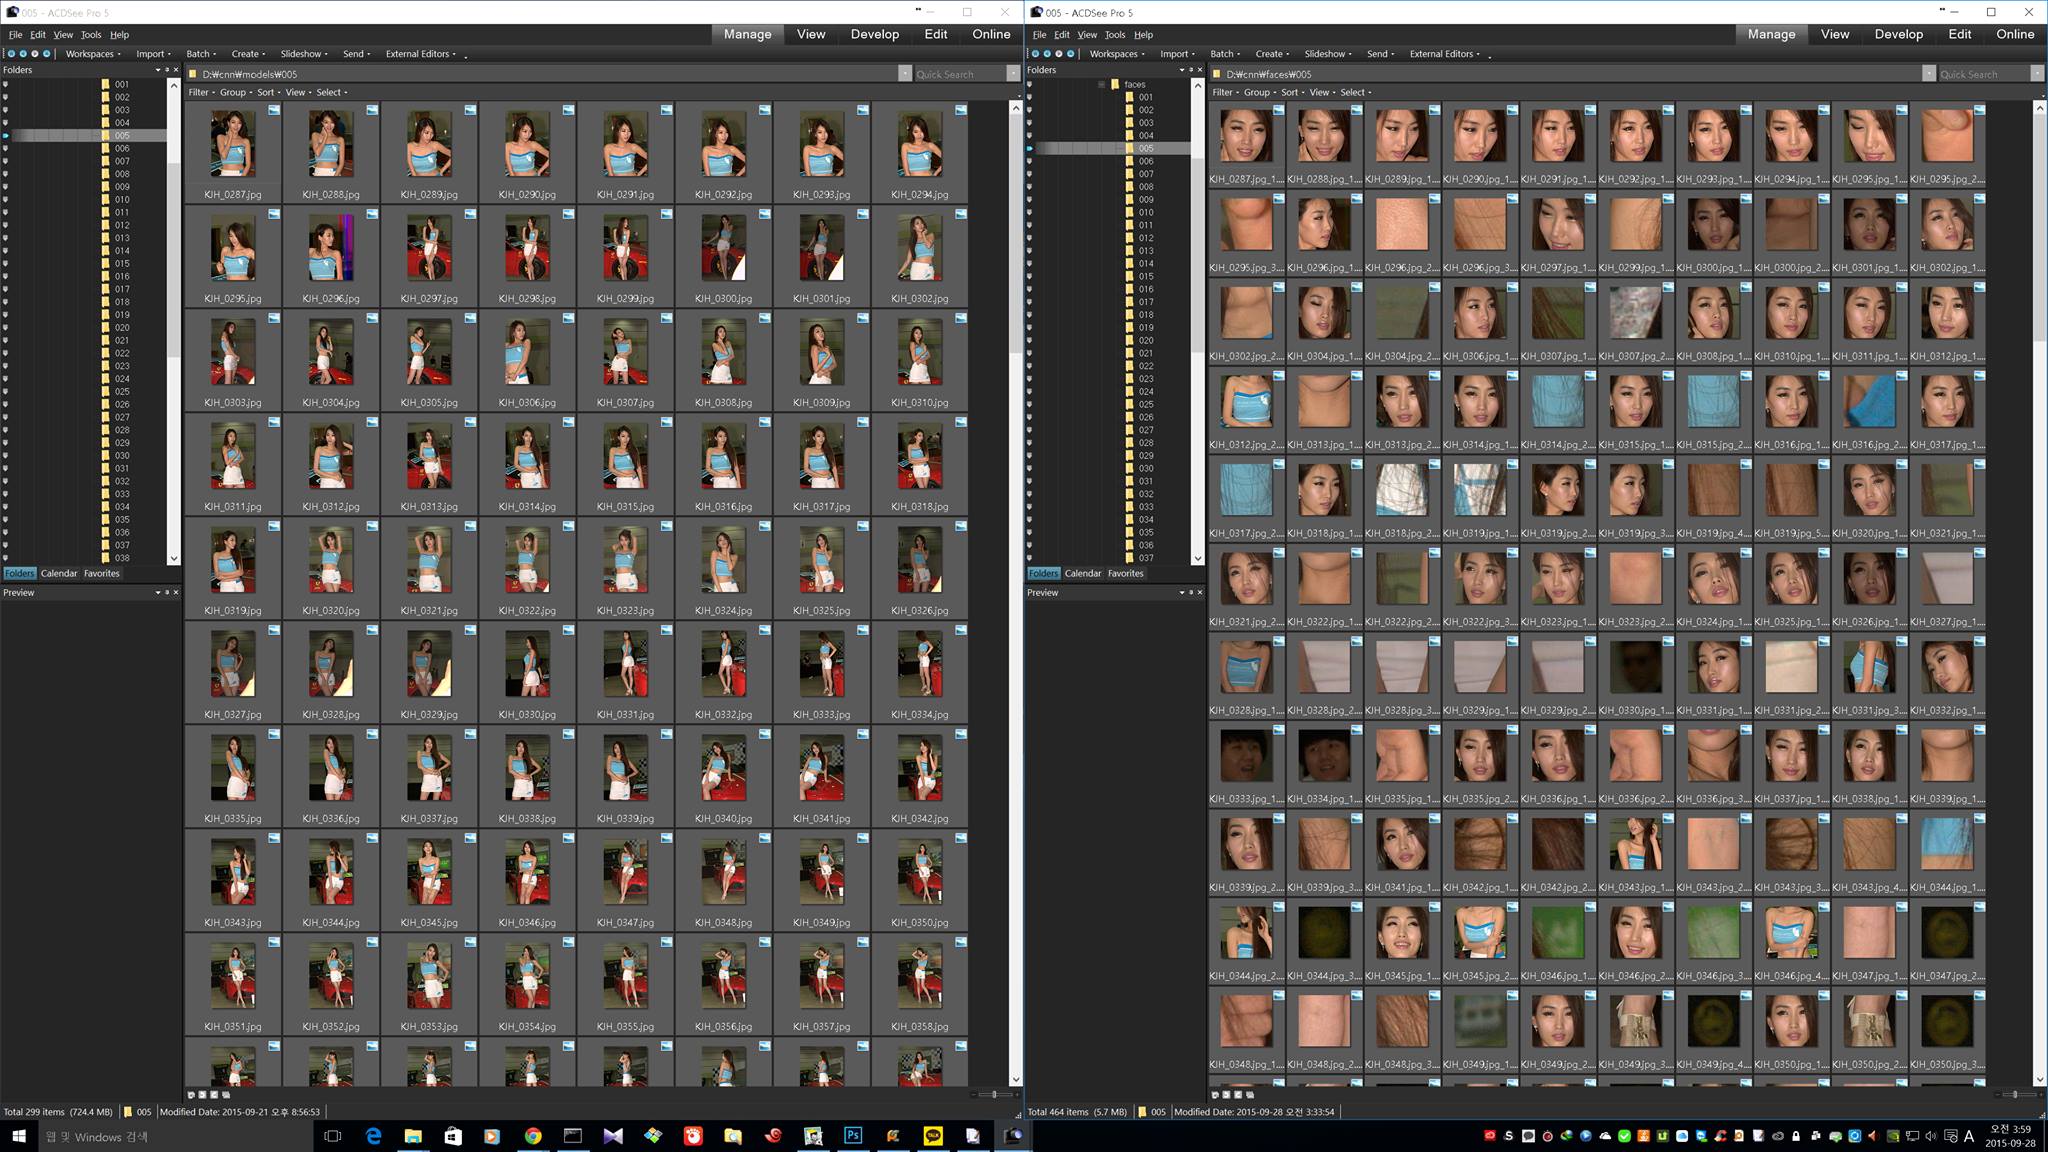 005 - ACDSee Pro 5
File Edit View Tools Help
Manage View Develop Edit Online
Workspaces Import Batch Create Slideshow Send External Editors
Folders
D:₩cnn₩models₩005
Quick Search
Filter Group Sort View Select
001
002
003
004
005
006
007
008
009
010
011
012
013
014
015
016
017
018
019
020
021
022
023
024
025
026
027
028
029
030
031
032
033
034
035
036
037
038
Folders Calendar Favorites
Preview
KJH_0287.jpg KJH_0288.jpg KJH_0289.jpg KJH_0290.jpg KJH_0291.jpg KJH_0292.jpg KJH_0293.jpg KJH_0294.jpg
KJH_0295.jpg KJH_0296.jpg KJH_0297.jpg KJH_0298.jpg KJH_0299.jpg KJH_0300.jpg KJH_0301.jpg KJH_0302.jpg
KJH_0303.jpg KJH_0304.jpg KJH_0305.jpg KJH_0306.jpg KJH_0307.jpg KJH_0308.jpg KJH_0309.jpg KJH_0310.jpg
KJH_0311.jpg KJH_0312.jpg KJH_0313.jpg KJH_0314.jpg KJH_0315.jpg KJH_0316.jpg KJH_0317.jpg KJH_0318.jpg
KJH_0319.jpg KJH_0320.jpg KJH_0321.jpg KJH_0322.jpg KJH_0323.jpg KJH_0324.jpg KJH_0325.jpg KJH_0326.jpg
KJH_0327.jpg KJH_0328.jpg KJH_0329.jpg KJH_0330.jpg KJH_0331.jpg KJH_0332.jpg KJH_0333.jpg KJH_0334.jpg
KJH_0335.jpg KJH_0336.jpg KJH_0337.jpg KJH_0338.jpg KJH_0339.jpg KJH_0340.jpg KJH_0341.jpg KJH_0342.jpg
KJH_0343.jpg KJH_0344.jpg KJH_0345.jpg KJH_0346.jpg KJH_0347.jpg KJH_0348.jpg KJH_0349.jpg KJH_0350.jpg
KJH_0351.jpg KJH_0352.jpg KJH_0353.jpg KJH_0354.jpg KJH_0355.jpg KJH_0356.jpg KJH_0357.jpg KJH_0358.jpg
Total 299 items (724.4 MB) 005 Modified Date: 2015-09-21 오후 8:56:53
005 - ACDSee Pro 5
File Edit View Tools Help
Manage View Develop Edit Online
Workspaces Import Batch Create Slideshow Send External Editors
Folders
D:₩cnn₩faces₩005
Quick Search
Filter Group Sort View Select
faces
001
002
003
004
005
006
007
008
009
010
011
012
013
014
015
016
017
018
019
020
021
022
023
024
025
026
027
028
029
030
031
032
033
034
035
036
037
Folders Calendar Favorites
Preview
KJH_0287.jpg_1.... KJH_0288.jpg_1.... KJH_0289.jpg_1.... KJH_0290.jpg_1.... KJH_0291.jpg_1.... KJH_0292.jpg_1.... KJH_0293.jpg_1.... KJH_0294.jpg_1.... KJH_0295.jpg_1.... KJH_0295.jpg_2....
KJH_0295.jpg_3.... KJH_0296.jpg_1.... KJH_0296.jpg_2.... KJH_0296.jpg_3.... KJH_0297.jpg_1.... KJH_0299.jpg_1.... KJH_0300.jpg_1.... KJH_0300.jpg_2.... KJH_0301.jpg_1.... KJH_0302.jpg_1....
KJH_0302.jpg_2.... KJH_0304.jpg_1.... KJH_0304.jpg_2.... KJH_0306.jpg_1.... KJH_0307.jpg_1.... KJH_0307.jpg_2.... KJH_0308.jpg_1.... KJH_0310.jpg_1.... KJH_0311.jpg_1.... KJH_0312.jpg_1....
KJH_0312.jpg_2.... KJH_0313.jpg_1.... KJH_0313.jpg_2.... KJH_0314.jpg_1.... KJH_0314.jpg_2.... KJH_0315.jpg_1.... KJH_0315.jpg_2.... KJH_0316.jpg_1.... KJH_0316.jpg_2.... KJH_0317.jpg_1....
KJH_0317.jpg_2.... KJH_0318.jpg_1.... KJH_0318.jpg_2.... KJH_0319.jpg_1.... KJH_0319.jpg_2.... KJH_0319.jpg_3.... KJH_0319.jpg_4.... KJH_0319.jpg_5.... KJH_0320.jpg_1.... KJH_0321.jpg_1....
KJH_0321.jpg_2.... KJH_0322.jpg_1.... KJH_0322.jpg_2.... KJH_0322.jpg_3.... KJH_0323.jpg_1.... KJH_0323.jpg_2.... KJH_0324.jpg_1.... KJH_0325.jpg_1.... KJH_0326.jpg_1.... KJH_0327.jpg_1....
KJH_0328.jpg_1.... KJH_0328.jpg_2.... KJH_0328.jpg_3.... KJH_0329.jpg_1.... KJH_0329.jpg_2.... KJH_0330.jpg_1.... KJH_0331.jpg_1.... KJH_0331.jpg_2.... KJH_0331.jpg_3.... KJH_0332.jpg_1....
KJH_0333.jpg_1.... KJH_0334.jpg_1.... KJH_0335.jpg_1.... KJH_0335.jpg_2.... KJH_0336.jpg_1.... KJH_0336.jpg_2.... KJH_0336.jpg_3.... KJH_0337.jpg_1.... KJH_0338.jpg_1.... KJH_0339.jpg_1....
KJH_0339.jpg_2.... KJH_0339.jpg_3.... KJH_0341.jpg_1.... KJH_0342.jpg_1.... KJH_0342.jpg_2.... KJH_0343.jpg_1.... KJH_0343.jpg_2.... KJH_0343.jpg_3.... KJH_0343.jpg_4.... KJH_0344.jpg_1....
KJH_0344.jpg_2.... KJH_0344.jpg_3.... KJH_0345.jpg_1.... KJH_0345.jpg_2.... KJH_0346.jpg_1.... KJH_0346.jpg_2.... KJH_0346.jpg_3.... KJH_0346.jpg_4.... KJH_0347.jpg_1.... KJH_0347.jpg_2....
KJH_0348.jpg_1.... KJH_0348.jpg_2.... KJH_0348.jpg_3.... KJH_0349.jpg_1.... KJH_0349.jpg_2.... KJH_0349.jpg_3.... KJH_0349.jpg_4.... KJH_0350.jpg_1.... KJH_0350.jpg_2.... KJH_0350.jpg_3....
Total 464 items (5.7 MB) 005 Modified Date: 2015-09-28 오전 3:33:54
웹 및 Windows 검색
Ps
TALK
A
오전 3:59
2015-09-28